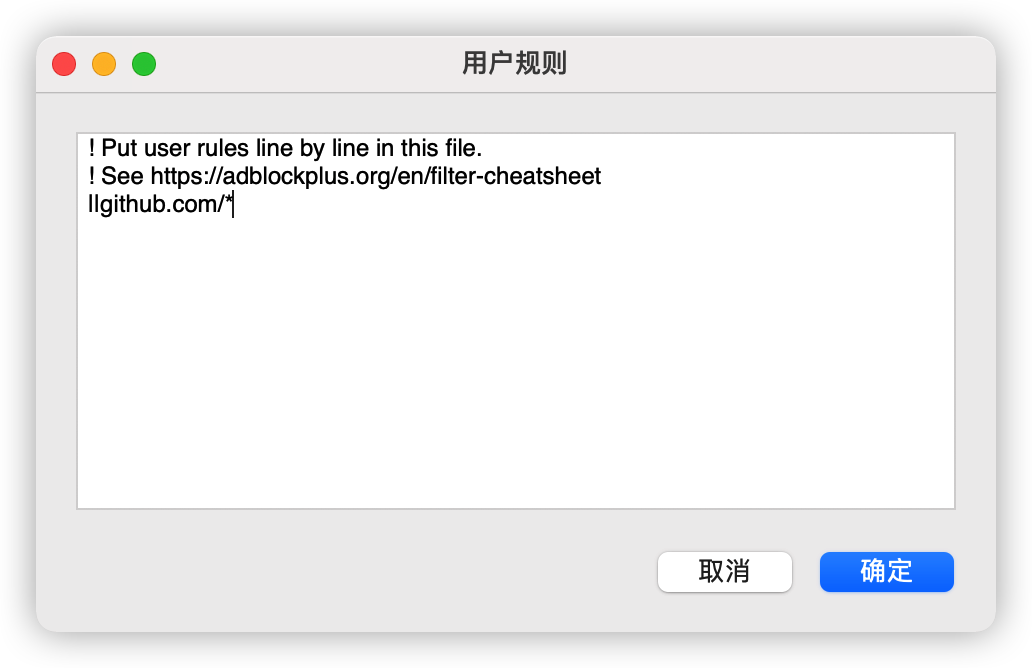 用户规则
! Put user rules line by line in this file.
! See https://adblockplus.org/en/filter-cheatsheet
||github.com/*
取消
确定